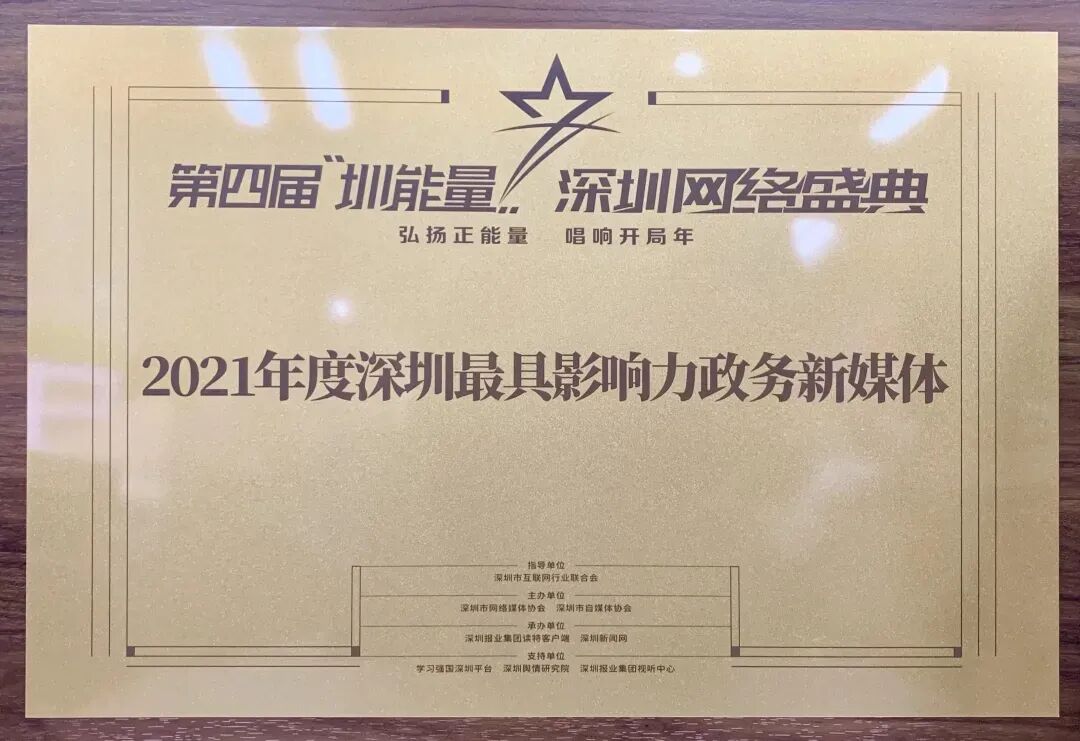 第四届“圳能量” 深圳网络盛典
弘扬正能量 唱响开局年
2021年度深圳最具影响力政务新媒体
指导单位
深圳市互联网行业联合会
主办单位
深圳市网络媒体协会 深圳市自媒体协会
承办单位
深圳报业集团读特客户端 深圳新闻网
支持单位
学习强国深圳平台 深圳舆情研究院 深圳报业集团视听中心